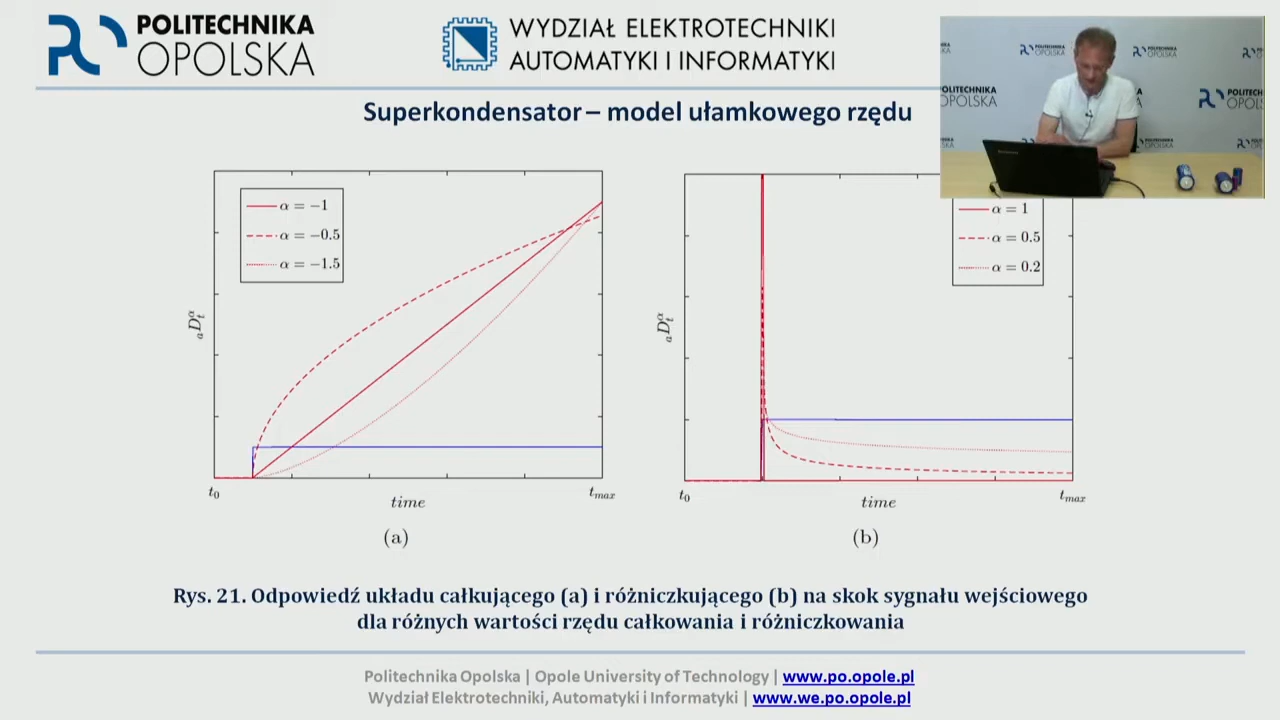 POLITECHNIKA
OPOLSKA
WYDZIAŁ ELEKTROTECHNIKI
AUTOMATYKI I INFORMATYKI
Superkondensator – model ułamkowego rzędu
α = −1
α = −0.5
α = −1.5
aDtα
t0
time
tmax
(a)
α = 1
α = 0.5
α = 0.2
aDtα
t0
time
tmax
(b)
Rys. 21. Odpowiedź układu całkującego (a) i różniczkującego (b) na skok sygnału wejściowego
dla różnych wartości rzędu całkowania i różniczkowania
Politechnika Opolska | Opole University of Technology | www.po.opole.pl
Wydział Elektrotechniki, Automatyki i Informatyki | www.we.po.opole.pl